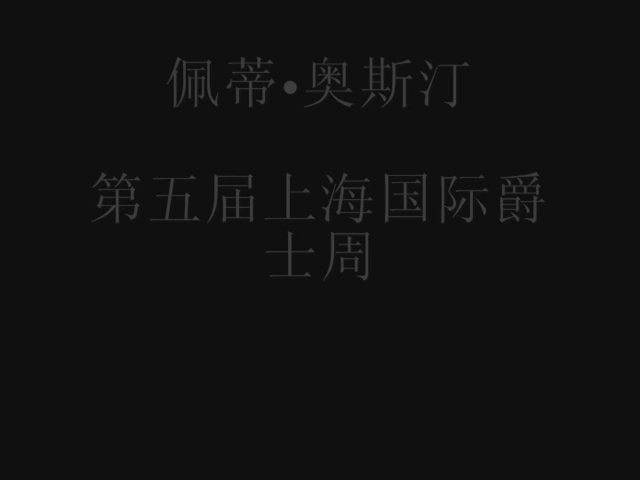 佩蒂•奥斯汀
第五届上海国际爵
士周